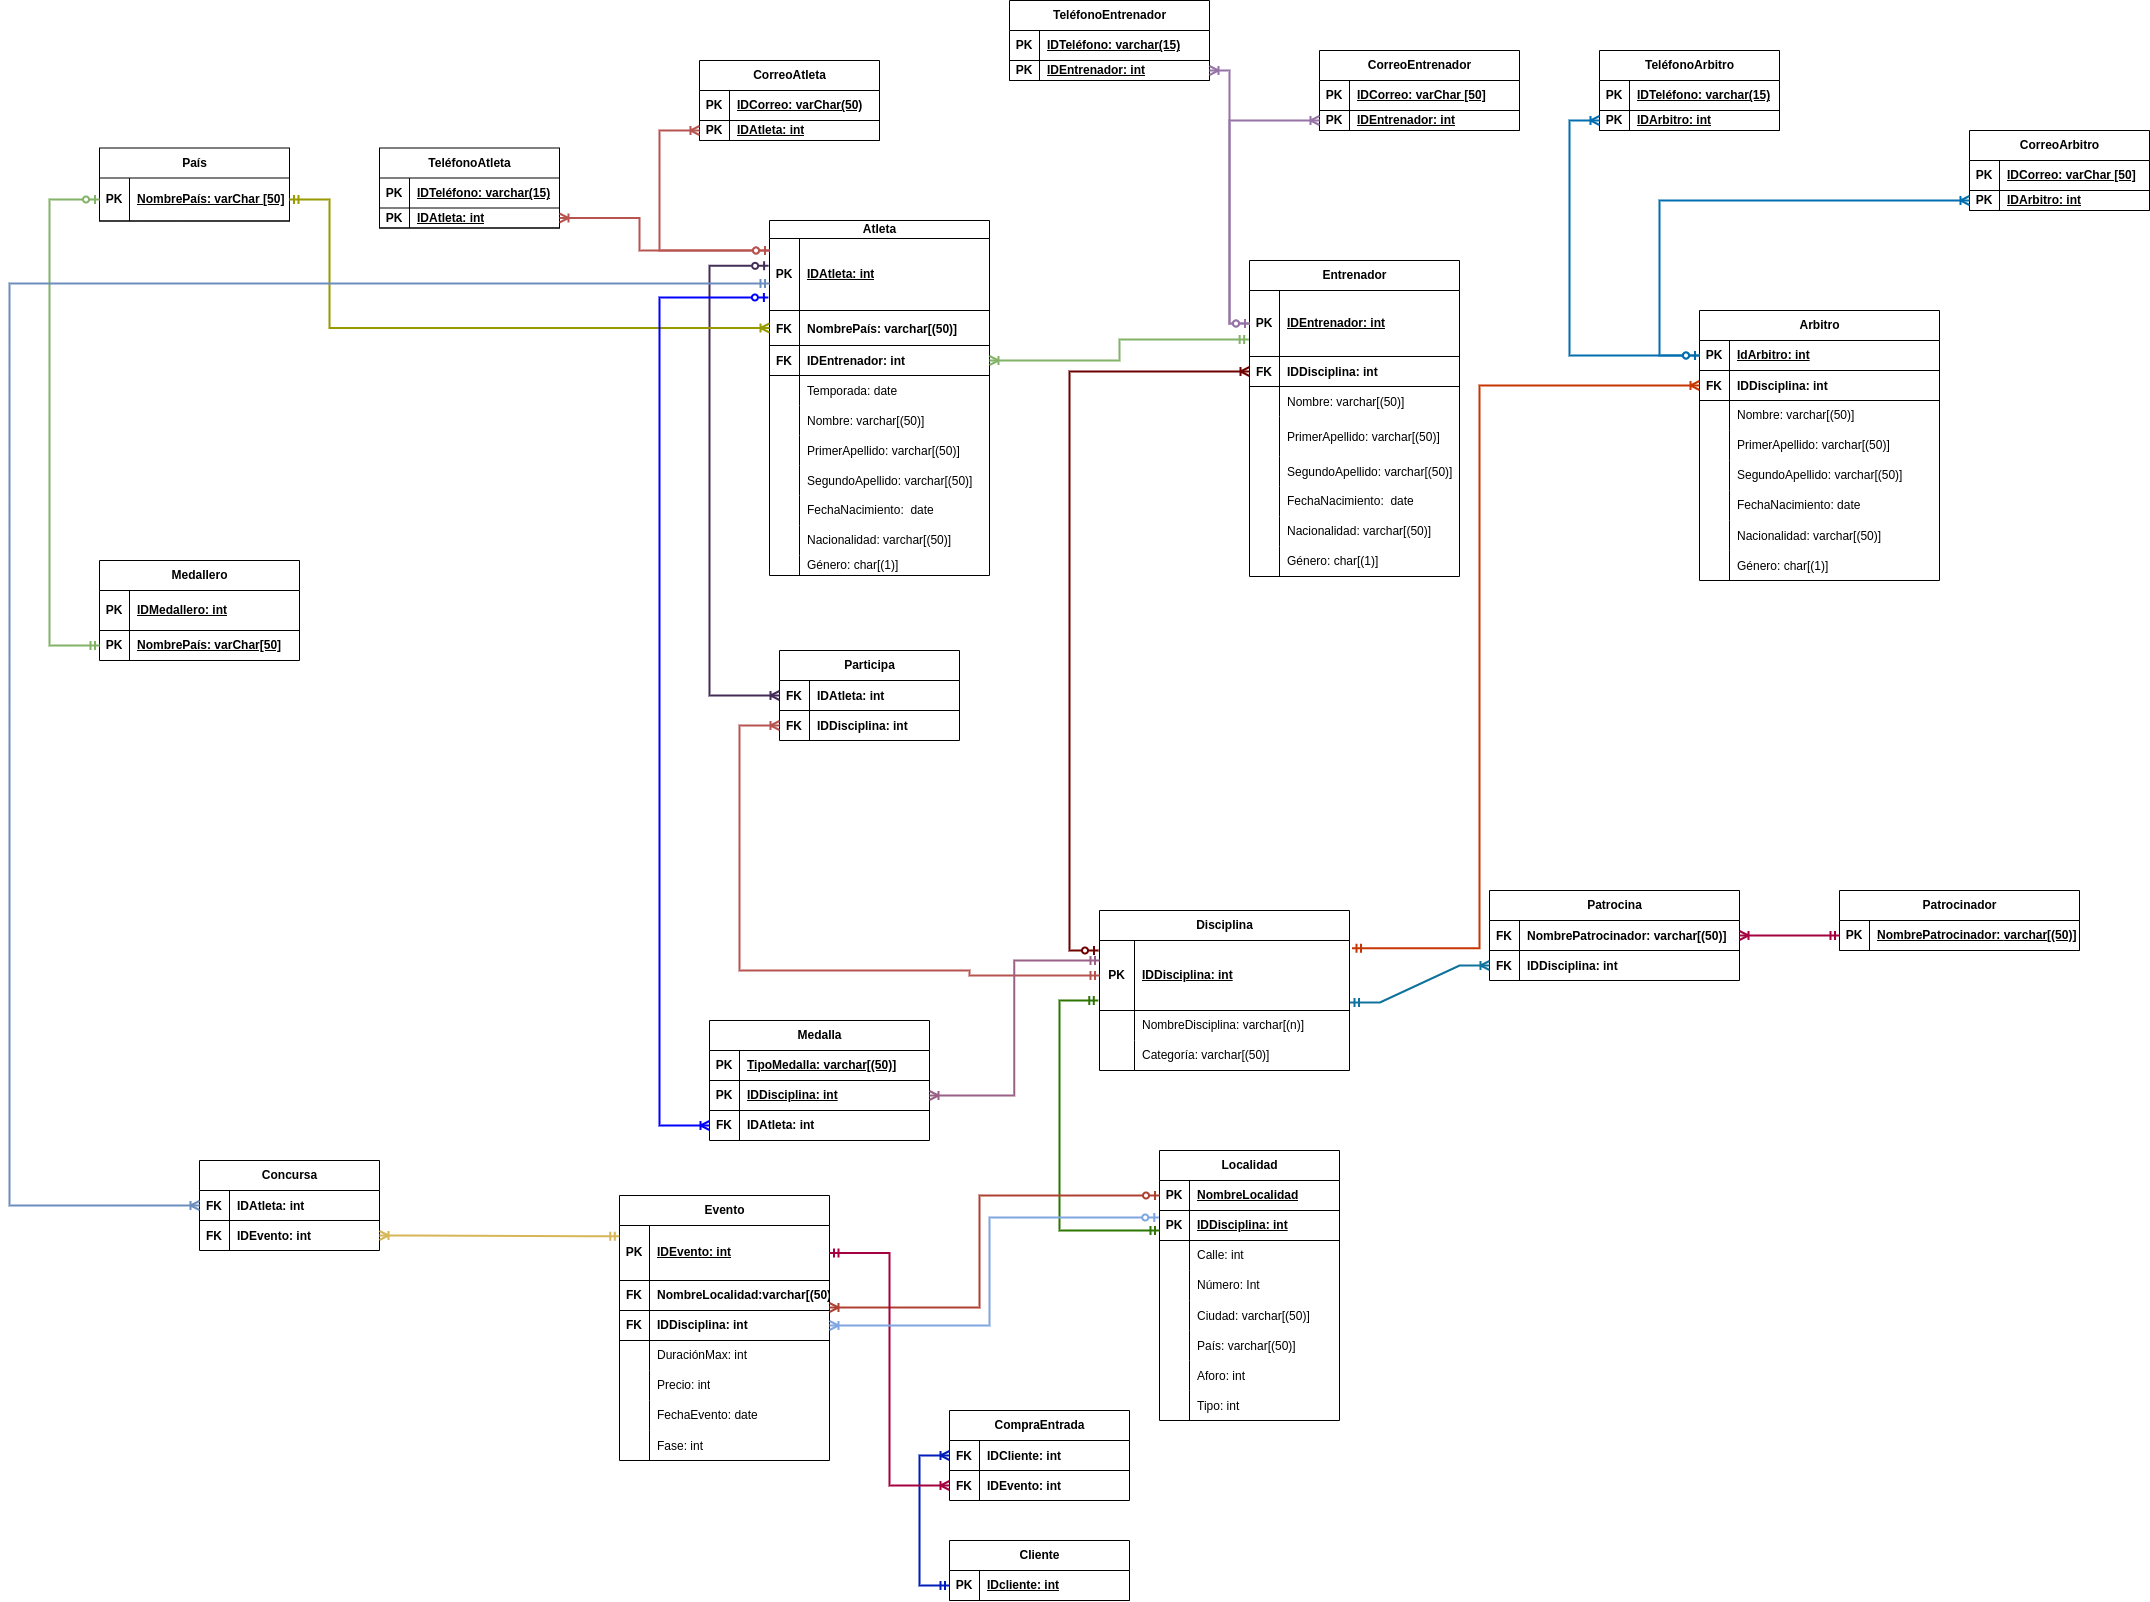 TeléfonoEntrenador
PK IDTeléfono: varchar(15)
PK IDEntrenador: int
CorreoAtleta
PK IDCorreo: varChar(50)
PK IDAtleta: int
CorreoEntrenador
PK IDCorreo: varChar [50]
PK IDEntrenador: int
TeléfonoArbitro
PK IDTeléfono: varchar(15)
PK IDArbitro: int
CorreoArbitro
PK IDCorreo: varChar [50]
PK IDArbitro: int
País
PK NombrePaís: varChar [50]
TeléfonoAtleta
PK IDTeléfono: varchar(15)
PK IDAtleta: int
Atleta
PK IDAtleta: int
FK NombrePaís: varchar[(50)]
FK IDEntrenador: int
Temporada: date
Nombre: varchar[(50)]
PrimerApellido: varchar[(50)]
SegundoApellido: varchar[(50)]
FechaNacimiento:  date
Nacionalidad: varchar[(50)]
Género: char[(1)]
Entrenador
PK IDEntrenador: int
FK IDDisciplina: int
Nombre: varchar[(50)]
PrimerApellido: varchar[(50)]
SegundoApellido: varchar[(50)]
FechaNacimiento:  date
Nacionalidad: varchar[(50)]
Género: char[(1)]
Arbitro
PK IdArbitro: int
FK IDDisciplina: int
Nombre: varchar[(50)]
PrimerApellido: varchar[(50)]
SegundoApellido: varchar[(50)]
FechaNacimiento: date
Nacionalidad: varchar[(50)]
Género: char[(1)]
Medallero
PK IDMedallero: int
PK NombrePaís: varChar[50]
Participa
FK IDAtleta: int
FK IDDisciplina: int
Disciplina
PK IDDisciplina: int
NombreDisciplina: varchar[(n)]
Categoría: varchar[(50)]
Patrocina
FK NombrePatrocinador: varchar[(50)]
FK IDDisciplina: int
Patrocinador
PK NombrePatrocinador: varchar[(50)]
Medalla
PK TipoMedalla: varchar[(50)]
PK IDDisciplina: int
FK IDAtleta: int
Concursa
FK IDAtleta: int
FK IDEvento: int
Evento
PK IDEvento: int
FK NombreLocalidad:varchar[(50)
FK IDDisciplina: int
DuraciónMax: int
Precio: int
FechaEvento: date
Fase: int
Localidad
PK NombreLocalidad
PK IDDisciplina: int
Calle: int
Número: Int
Ciudad: varchar[(50)]
País: varchar[(50)]
Aforo: int
Tipo: int
CompraEntrada
FK IDCliente: int
FK IDEvento: int
Cliente
PK IDcliente: int